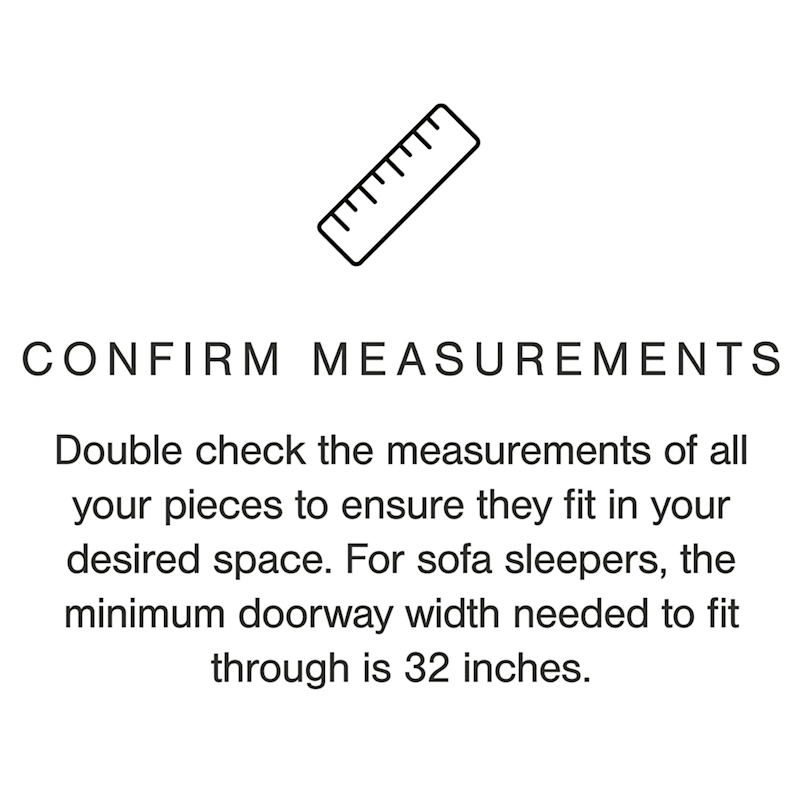 CONFIRM MEASUREMENTS
Double check the measurements of all
your pieces to ensure they fit in your
desired space. For sofa sleepers, the
minimum doorway width needed to fit
through is 32 inches.